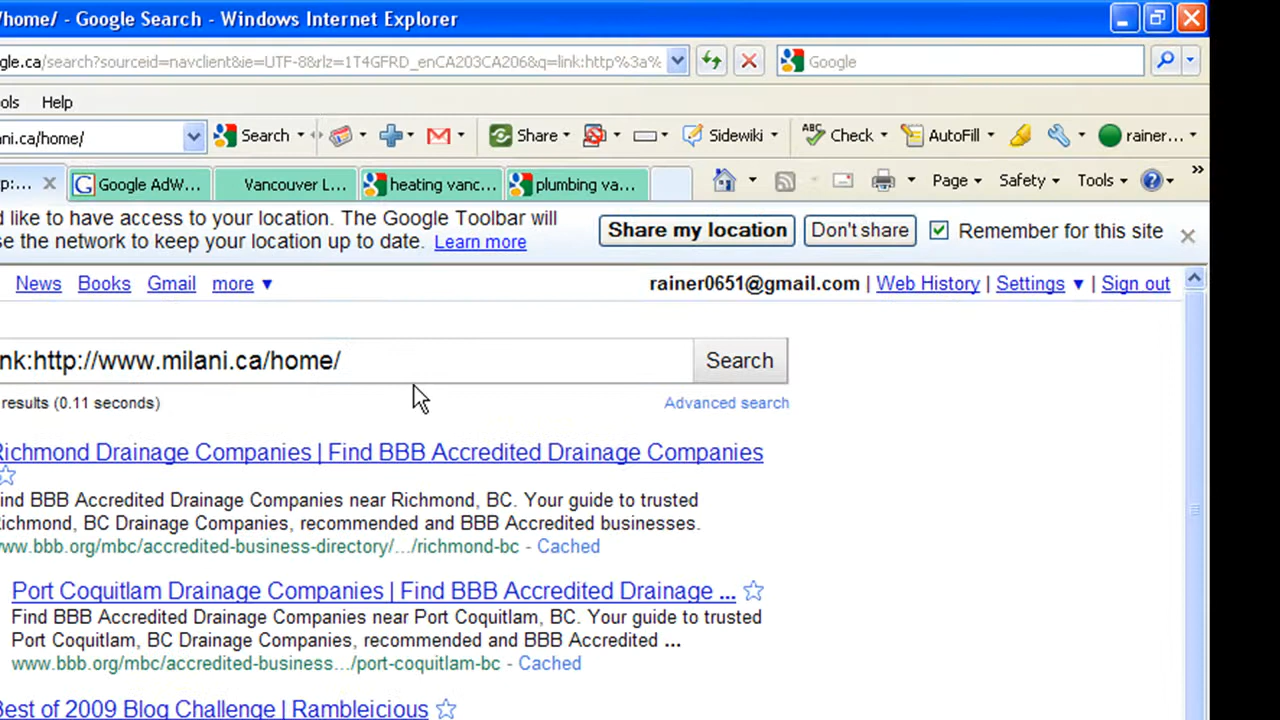 /home/ - Google Search - Windows Internet Explorer
gle.ca/search?sourceid=navclient&ie=UTF-8&rlz=1T4GFRD_enCA203CA206&q=link:http%3a% Google
ols Help
ani.ca/home/ Search Share Sidewiki ABC Check AutoFill rainer...
p:... Google AdW... Vancouver L... heating vanc... plumbing va... Page Safety Tools »
d like to have access to your location. The Google Toolbar will
se the network to keep your location up to date. Learn more
Share my location Don't share Remember for this site
News Books Gmail more ▼ rainer0651@gmail.com | Web History | Settings ▼ | Sign out
ink:http://www.milani.ca/home/ Search
results (0.11 seconds) Advanced search
Richmond Drainage Companies | Find BBB Accredited Drainage Companies
ind BBB Accredited Drainage Companies near Richmond, BC. Your guide to trusted
Richmond, BC Drainage Companies, recommended and BBB Accredited businesses.
www.bbb.org/mbc/accredited-business-directory/.../richmond-bc - Cached
Port Coquitlam Drainage Companies | Find BBB Accredited Drainage ...
Find BBB Accredited Drainage Companies near Port Coquitlam, BC. Your guide to trusted
Port Coquitlam, BC Drainage Companies, recommended and BBB Accredited ...
www.bbb.org/mbc/accredited-business.../port-coquitlam-bc - Cached
Best of 2009 Blog Challenge | Rambleicious